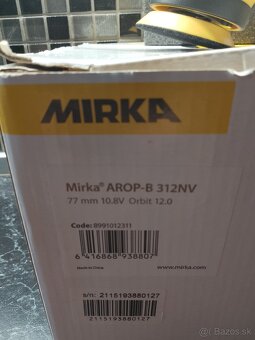 MIRKA
Mirka® AROP-B 312NV
77 mm 10.8V Orbit 12.0
Code: 8991012311
6 416868 938807
Made in China
www.mirka.com
s/n: 2115193880127
2115193880127
Bazos.sk